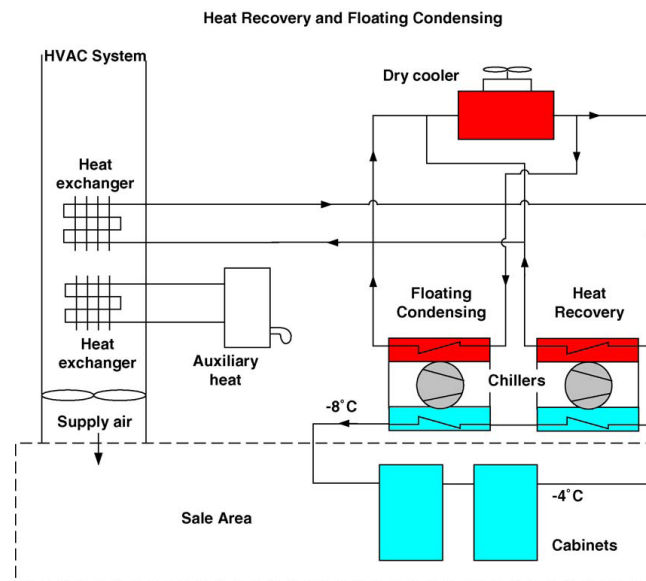 Heat Recovery and Floating Condensing
HVAC System
Dry cooler
Heat
exchanger
Floating
Condensing
Heat
Recovery
Heat
exchanger
Auxiliary
heat
Chillers
-8°C
Supply air
Sale Area
-4°C
Cabinets